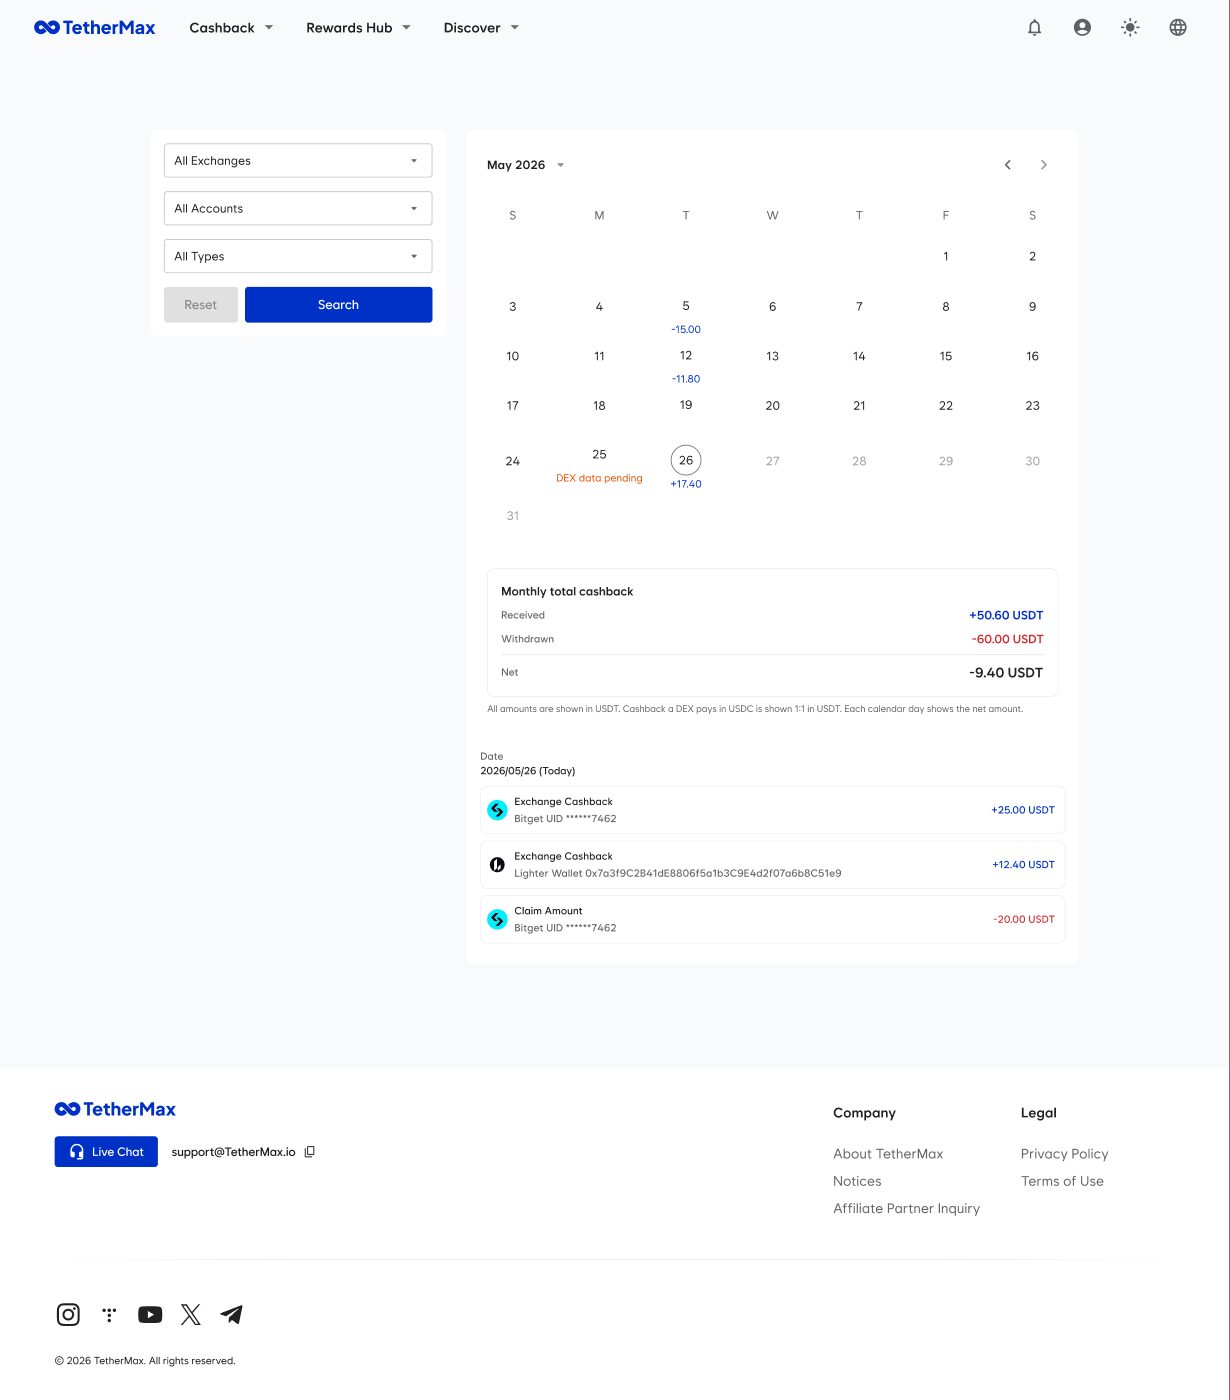 TetherMax Cashback Rewards Hub Discover
All Exchanges
All Accounts
All Types
Reset Search
May 2026
S M T W T F S
1 2
3 4 5 6 7 8 9
-15.00
10 11 12 13 14 15 16
-11.80
17 18 19 20 21 22 23
24 25 26 27 28 29 30
DEX data pending +17.40
31
Monthly total cashback
Received +50.60 USDT
Withdrawn -60.00 USDT
Net -9.40 USDT
All amounts are shown in USDT. Cashback a DEX pays in USDC is shown 1:1 in USDT. Each calendar day shows the net amount.
Date
2026/05/26 (Today)
Exchange Cashback
Bitget UID ******7462
+25.00 USDT
Exchange Cashback
Lighter Wallet 0x7a3f9C2B41dE8806f5a1b3C9E4d2f07a6b8C51e9
+12.40 USDT
Claim Amount
Bitget UID ******7462
-20.00 USDT
TetherMax
Live Chat support@TetherMax.io
Company
About TetherMax
Notices
Affiliate Partner Inquiry
Legal
Privacy Policy
Terms of Use
© 2026 TetherMax. All rights reserved.